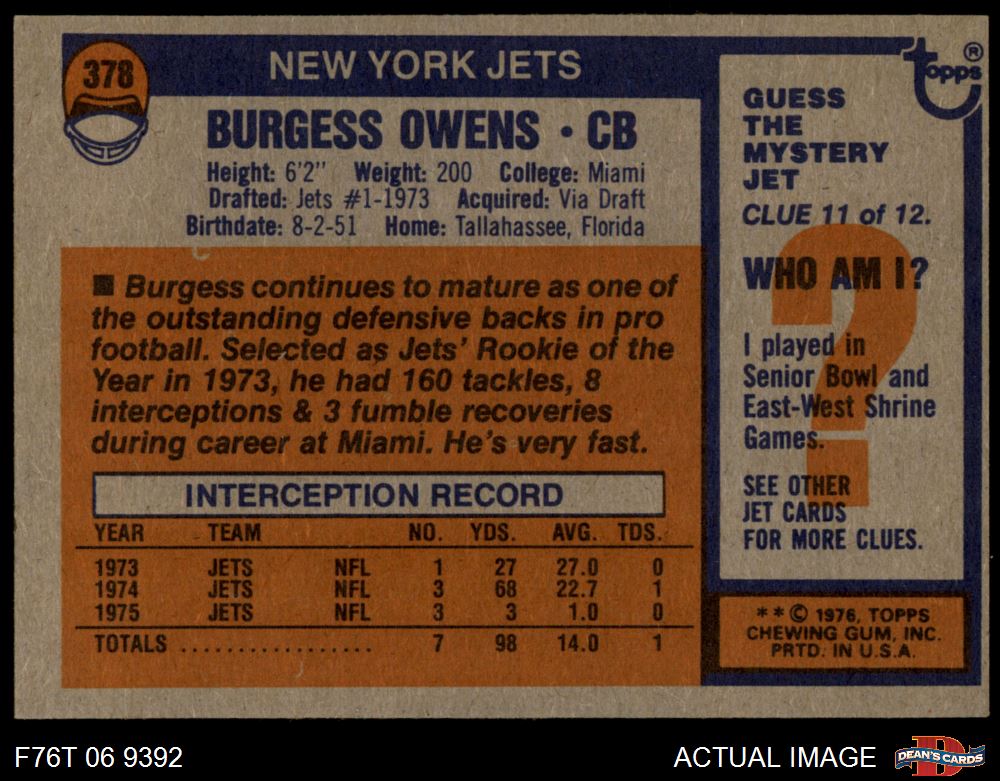 378
NEW YORK JETS
BURGESS OWENS • CB
Height: 6'2" Weight: 200 College: Miami
Drafted: Jets #1-1973 Acquired: Via Draft
Birthdate: 8-2-51 Home: Tallahassee, Florida
■ Burgess continues to mature as one of
the outstanding defensive backs in pro
football. Selected as Jets' Rookie of the
Year in 1973, he had 160 tackles, 8
interceptions & 3 fumble recoveries
during career at Miami. He's very fast.
INTERCEPTION RECORD
YEAR TEAM NO. YDS. AVG. TDS.
1973 JETS NFL 1 27 27.0 0
1974 JETS NFL 3 68 22.7 1
1975 JETS NFL 3 3 1.0 0
TOTALS ................. 7 98 14.0 1
topps ®
GUESS
THE
MYSTERY
JET
CLUE 11 of 12.
?
WHO AM I?
I played in
Senior Bowl and
East-West Shrine
Games.
SEE OTHER
JET CARDS
FOR MORE CLUES.
* * © 1976, TOPPS
CHEWING GUM, INC.
PRTD. IN U.S.A.
F76T 06 9392
ACTUAL IMAGE
D
DEAN'S CARDS